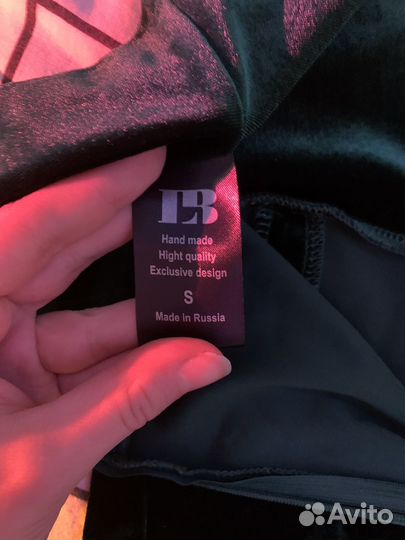 LB
Hand made
Hight quality
Exclusive design
S
Made in Russia
Avito